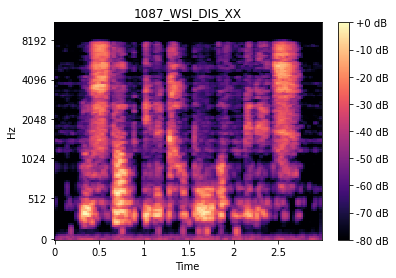 1087_WSI_DIS_XX
Hz
8192
4096
2048
1024
512
0
0 0.5 1 1.5 2 2.5
Time
+0 dB
-10 dB
-20 dB
-30 dB
-40 dB
-50 dB
-60 dB
-70 dB
-80 dB